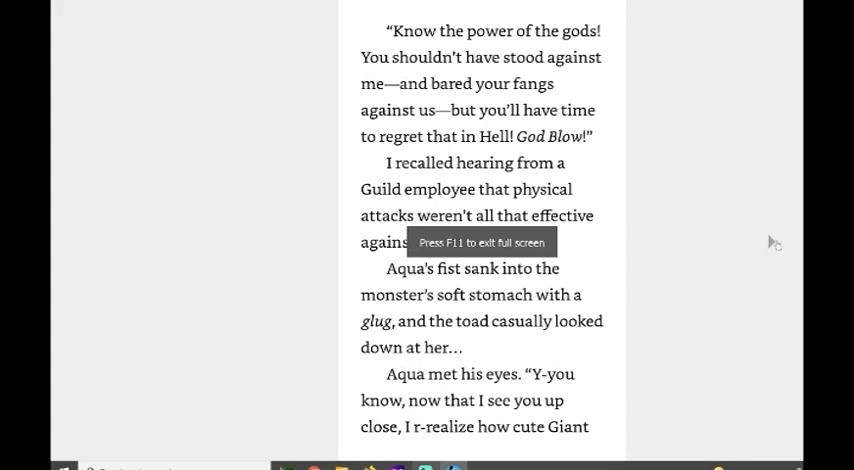 “Know the power of the gods!
You shouldn’t have stood against
me—and bared your fangs
against us—but you’ll have time
to regret that in Hell! God Blow!”
I recalled hearing from a
Guild employee that physical
attacks weren’t all that effective
agains
Press F11 to exit full screen
Aqua’s fist sank into the
monster’s soft stomach with a
glug, and the toad casually looked
down at her…
Aqua met his eyes. “Y-you
know, now that I see you up
close, I r-realize how cute Giant